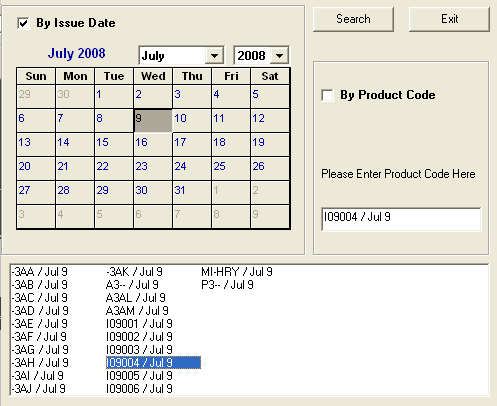 By Issue Date
Search
Exit
July 2008
July
2008
Sun Mon Tue Wed Thu Fri Sat
29 30 1 2 3 4 5
6 7 8 9 10 11 12
13 14 15 16 17 18 19
20 21 22 23 24 25 26
27 28 29 30 31 1 2
3 4 5 6 7 8 9
By Product Code
Please Enter Product Code Here
I09004 / Jul 9
-3AA / Jul 9
-3AB / Jul 9
-3AC / Jul 9
-3AD / Jul 9
-3AE / Jul 9
-3AF / Jul 9
-3AG / Jul 9
-3AH / Jul 9
-3AI / Jul 9
-3AJ / Jul 9
-3AK / Jul 9
A3-- / Jul 9
A3AL / Jul 9
A3AM / Jul 9
I09001 / Jul 9
I09002 / Jul 9
I09003 / Jul 9
I09004 / Jul 9
I09005 / Jul 9
I09006 / Jul 9
MI-HRY / Jul 9
P3-- / Jul 9